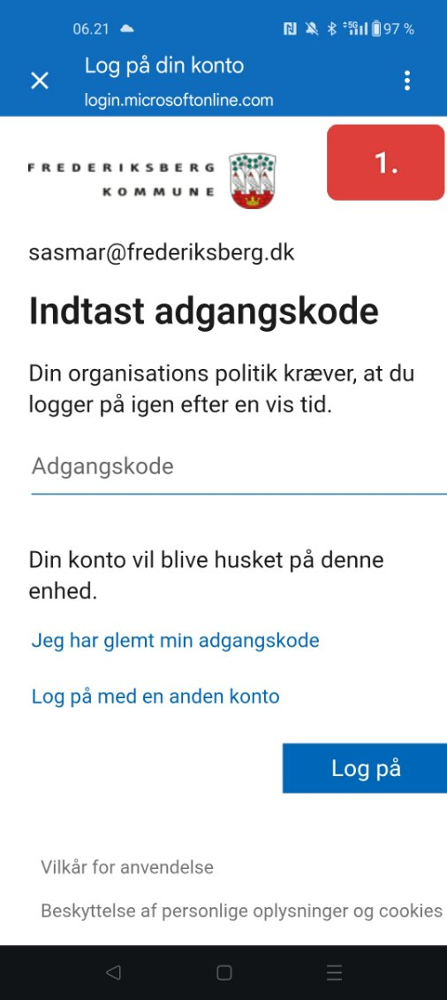 06.21
5G
97 %
Log på din konto
login.microsoftonline.com
FREDERIKSBERG
KOMMUNE
1.
sasmar@frederiksberg.dk
Indtast adgangskode
Din organisations politik kræver, at du
logger på igen efter en vis tid.
Adgangskode
Din konto vil blive husket på denne
enhed.
Jeg har glemt min adgangskode
Log på med en anden konto
Log på
Vilkår for anvendelse
Beskyttelse af personlige oplysninger og cookies